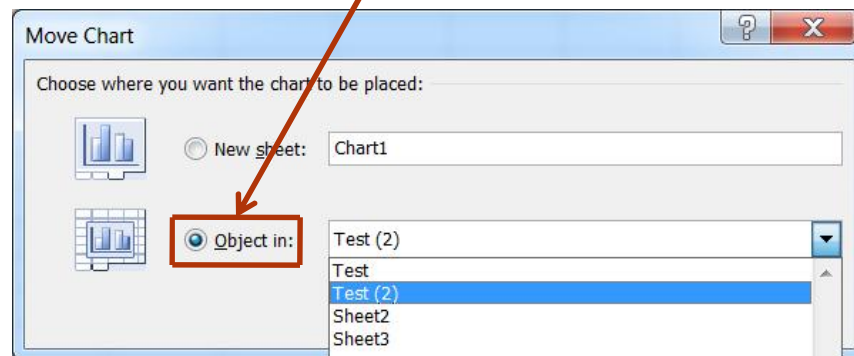 Move Chart
Choose where you want the chart to be placed:
New sheet: Chart1
Object in: Test (2)
Test
Test (2)
Sheet2
Sheet3